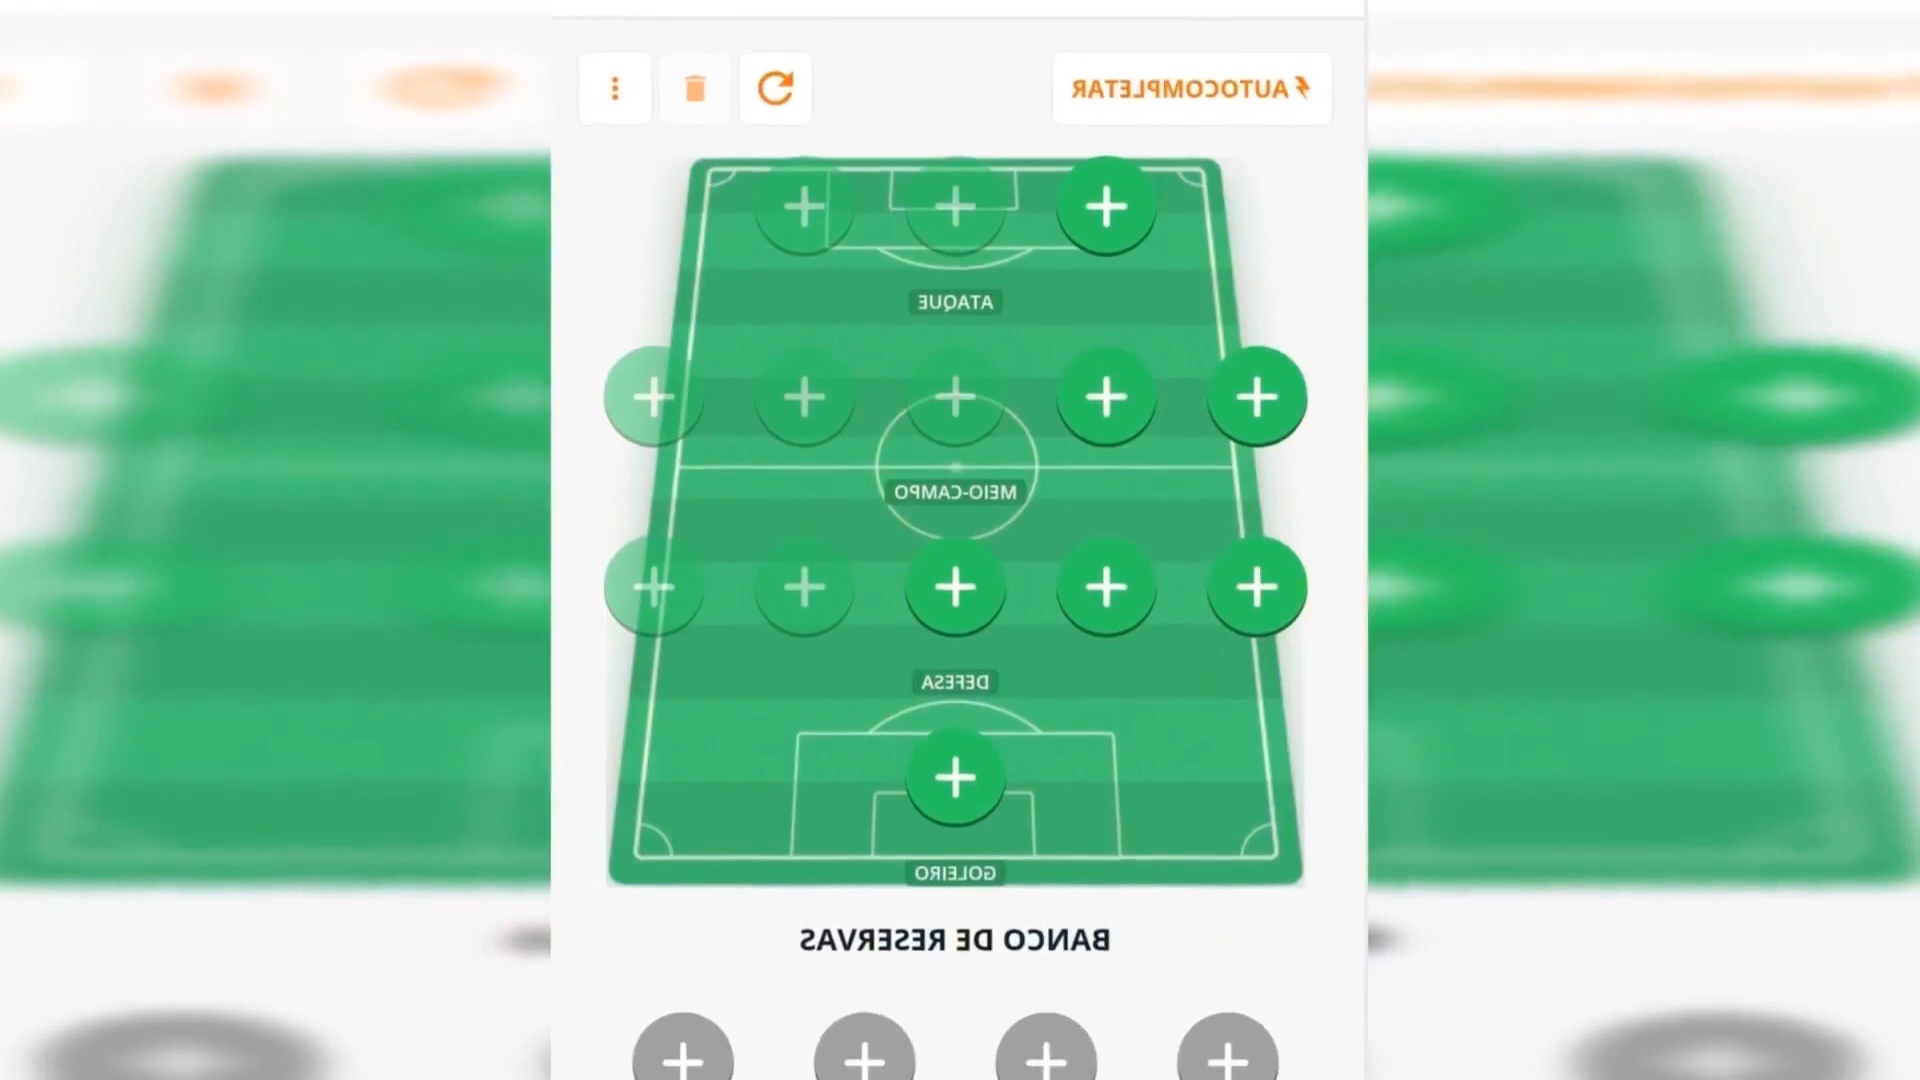 AUTOCOMPLETAR
ATAQUE
MEIO-CAMPO
DEFESA
GOLEIRO
BANCO DE RESERVAS